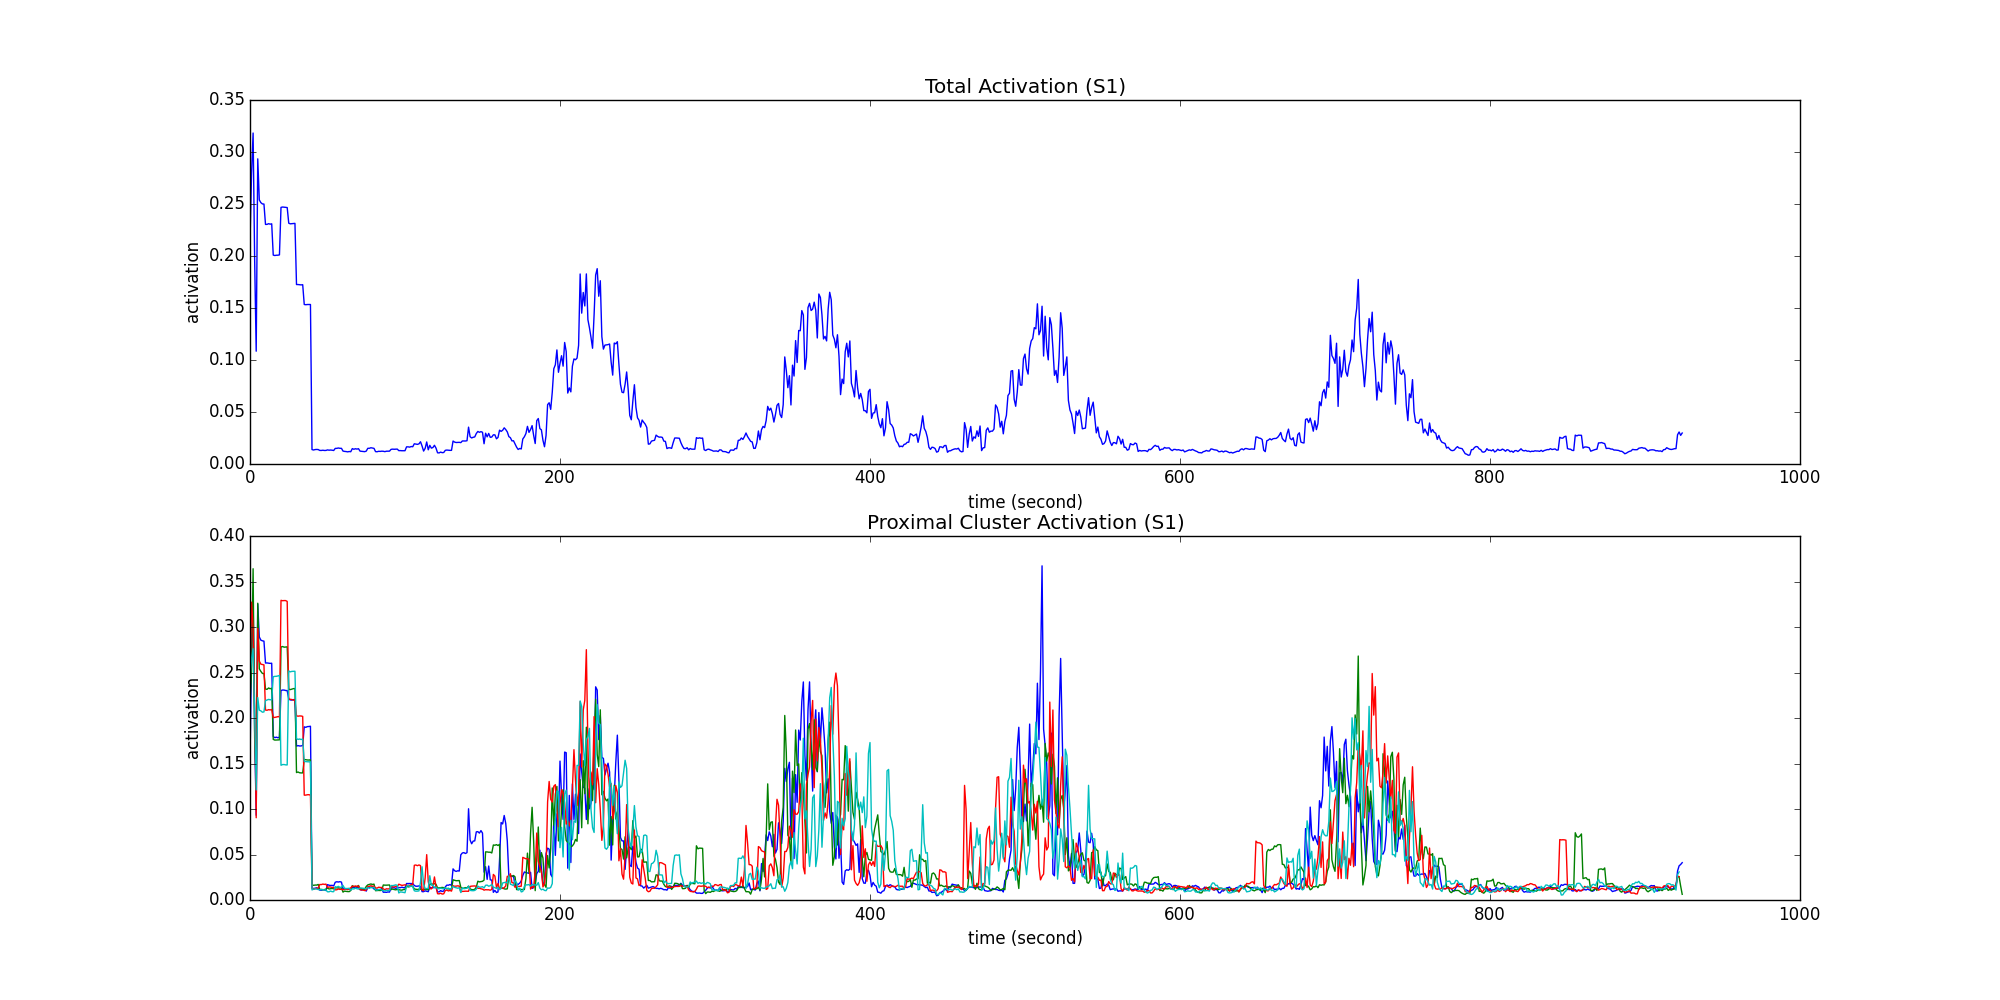 Total Activation (S1)
0.35
0.30
0.25
0.20
0.15
0.10
0.05
0.00
activation
0 200 400 600 800 1000
time (second)
Proximal Cluster Activation (S1)
0.40
0.35
0.30
0.25
0.20
0.15
0.10
0.05
0.00
activation
0 200 400 600 800 1000
time (second)